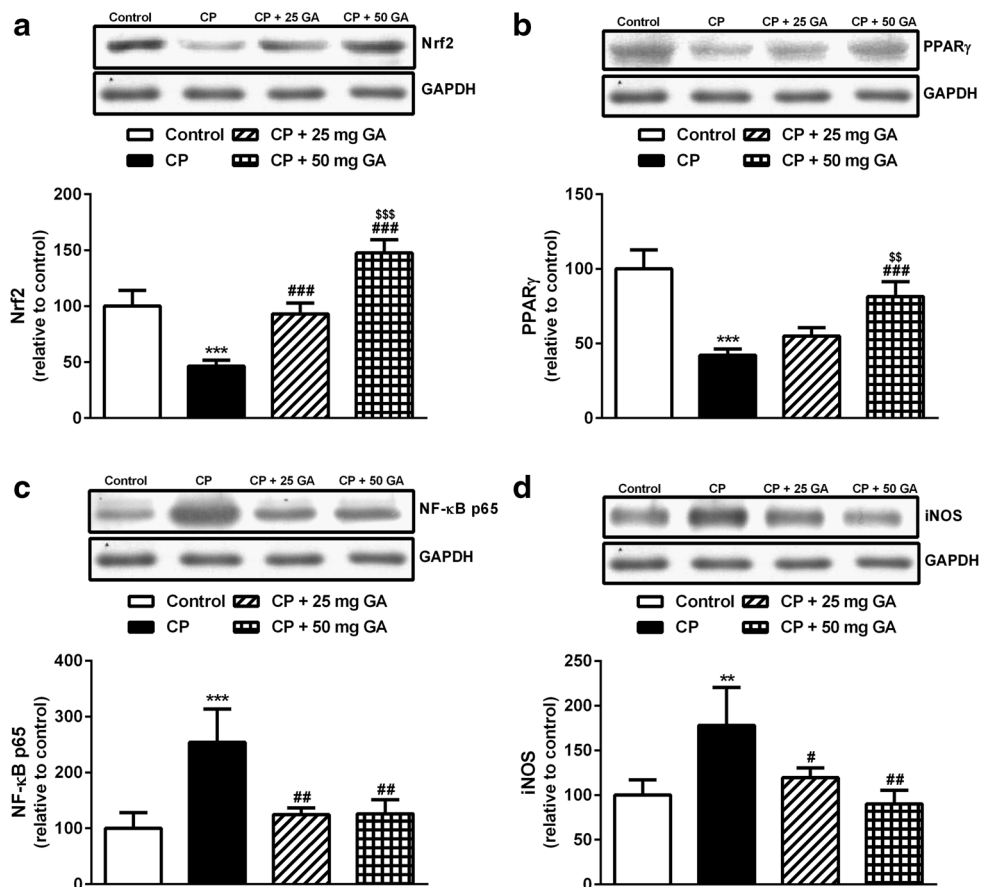 a
Control CP CP + 25 GA CP + 50 GA
Nrf2
GAPDH
Control CP + 25 mg GA
CP CP + 50 mg GA
Nrf2
(relative to control)
200
150
100
50
0
***
###
$$$
###
b
Control CP CP + 25 GA CP + 50 GA
PPARγ
GAPDH
Control CP + 25 mg GA
CP CP + 50 mg GA
PPARγ
(relative to control)
150
100
50
0
***
$$
###
c
Control CP CP + 25 GA CP + 50 GA
NF-κB p65
GAPDH
Control CP + 25 mg GA
CP CP + 50 mg GA
NF-κB p65
(relative to control)
400
300
200
100
0
***
##
##
d
Control CP CP + 25 GA CP + 50 GA
iNOS
GAPDH
Control CP + 25 mg GA
CP CP + 50 mg GA
iNOS
(relative to control)
250
200
150
100
50
0
**
#
##